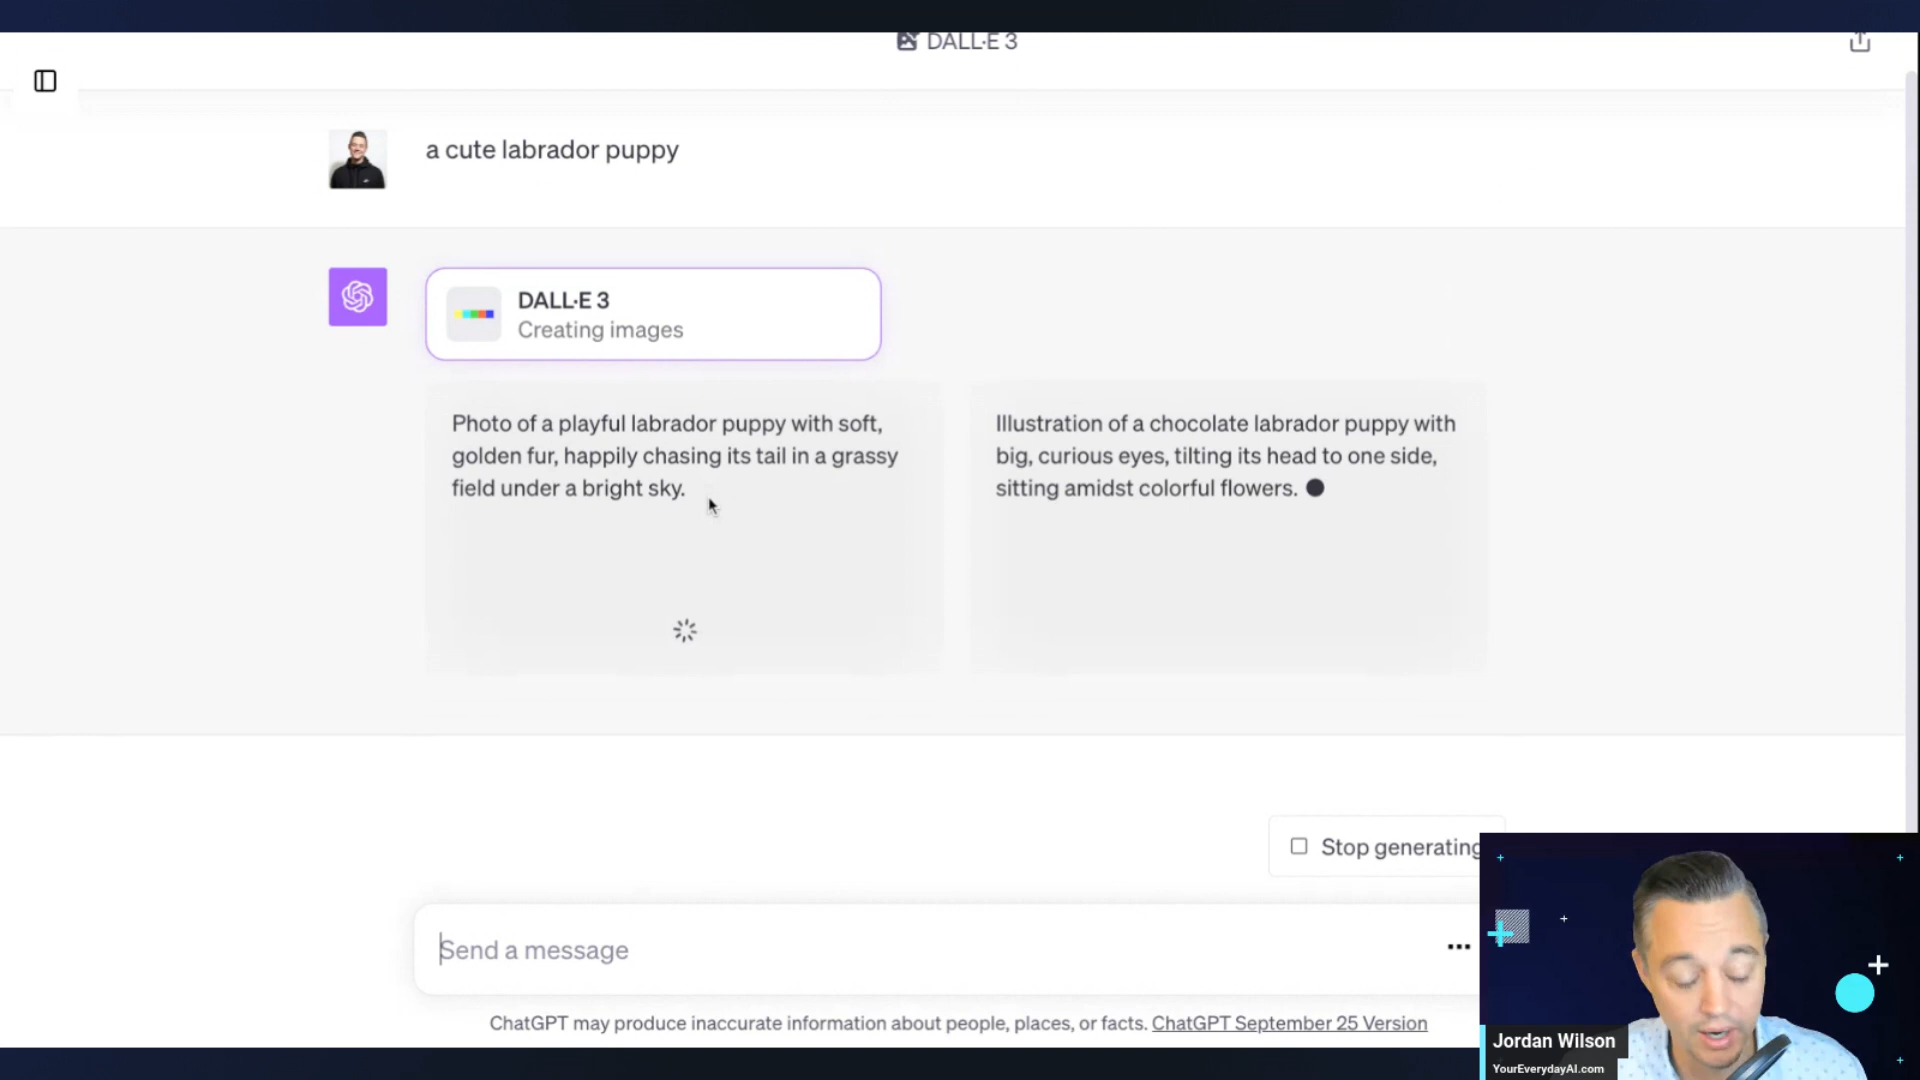 DALL·E 3
a cute labrador puppy
DALL·E 3
Creating images
Photo of a playful labrador puppy with soft,
golden fur, happily chasing its tail in a grassy
field under a bright sky.
Illustration of a chocolate labrador puppy with
big, curious eyes, tilting its head to one side,
sitting amidst colorful flowers.
Stop generating
Send a message
ChatGPT may produce inaccurate information about people, places, or facts. ChatGPT September 25 Version
Jordan Wilson
YourEverydayAI.com